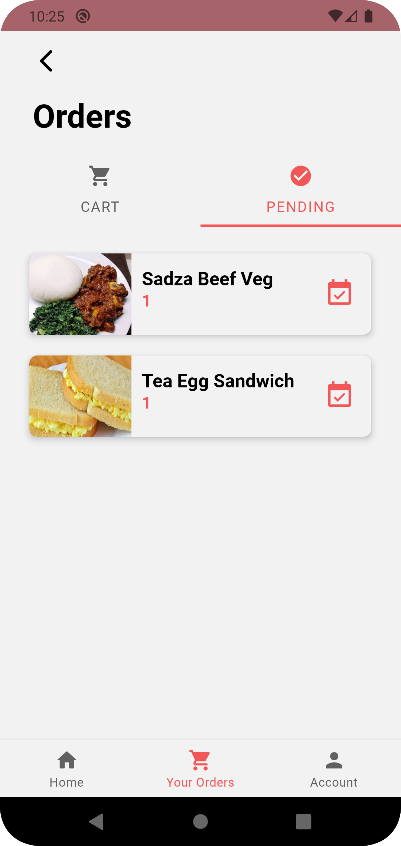 10:25
Orders
CART
PENDING
Sadza Beef Veg
1
Tea Egg Sandwich
1
Home
Your Orders
Account